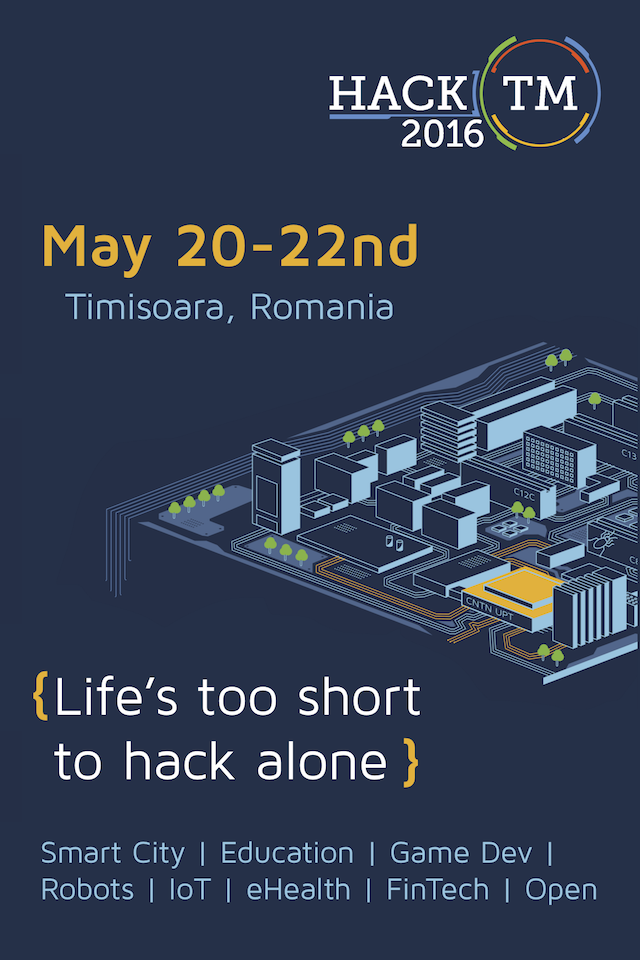 HACK TM
2016
May 20-22nd
Timisoara, Romania
C13
C12C
CNTN UPT
{Life’s too short
to hack alone}
Smart City | Education | Game Dev |
Robots | IoT | eHealth | FinTech | Open